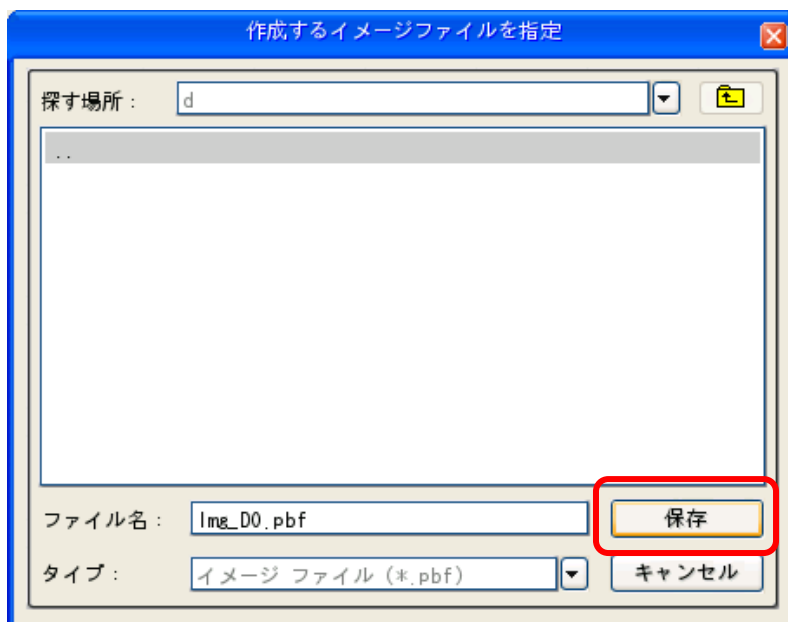 作成するイメージファイルを指定
探す場所： d
..
ファイル名： Img_D0.pbf 保存
タイプ： イメージ ファイル (*.pbf) キャンセル